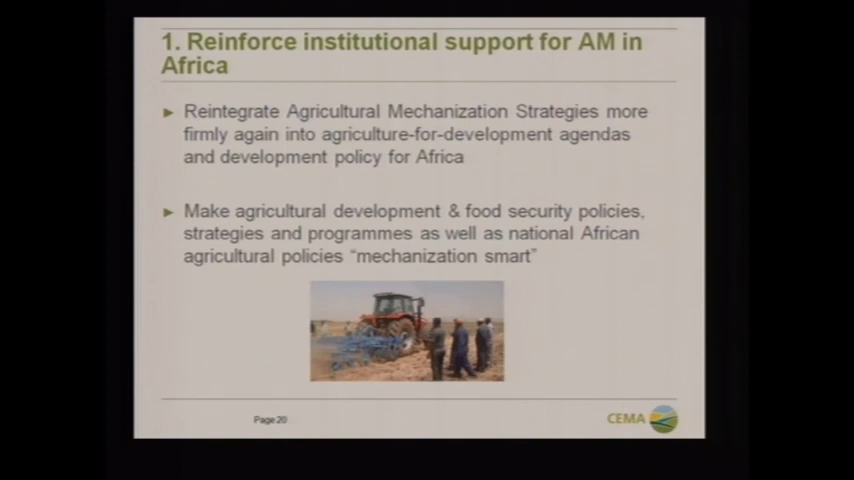 1. Reinforce institutional support for AM in
Africa
► Reintegrate Agricultural Mechanization Strategies more
firmly again into agriculture-for-development agendas
and development policy for Africa
► Make agricultural development & food security policies,
strategies and programmes as well as national African
agricultural policies “mechanization smart”
Page 20
CEMA